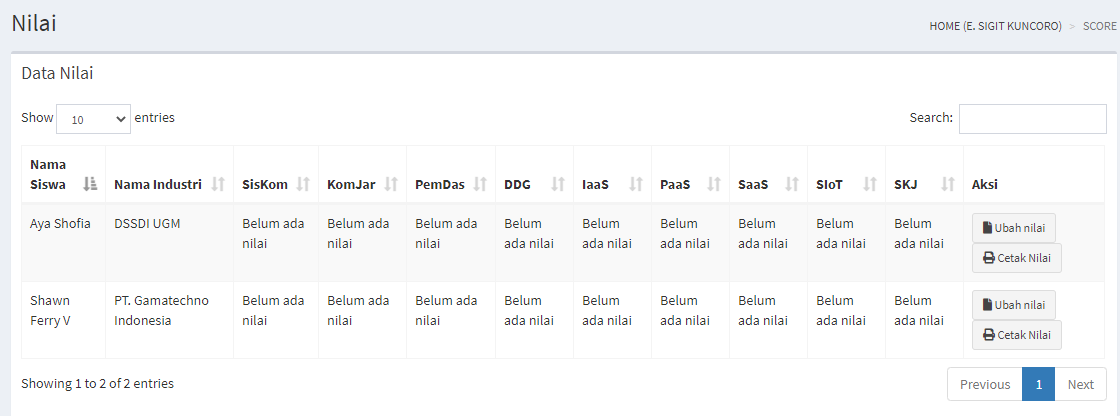 Nilai
HOME (E. SIGIT KUNCORO) > SCORE
Data Nilai
Show 10 entries
Search:
Nama Siswa Nama Industri SisKom KomJar PemDas DDG IaaS PaaS SaaS SIoT SKJ Aksi
Aya Shofia DSSDI UGM Belum ada nilai Belum ada nilai Belum ada nilai Belum ada nilai Belum ada nilai Belum ada nilai Belum ada nilai Belum ada nilai Belum ada nilai Ubah nilai
Cetak Nilai
Shawn Ferry V PT. Gamatechno Indonesia Belum ada nilai Belum ada nilai Belum ada nilai Belum ada nilai Belum ada nilai Belum ada nilai Belum ada nilai Belum ada nilai Belum ada nilai Ubah nilai
Cetak Nilai
Showing 1 to 2 of 2 entries
Previous 1 Next